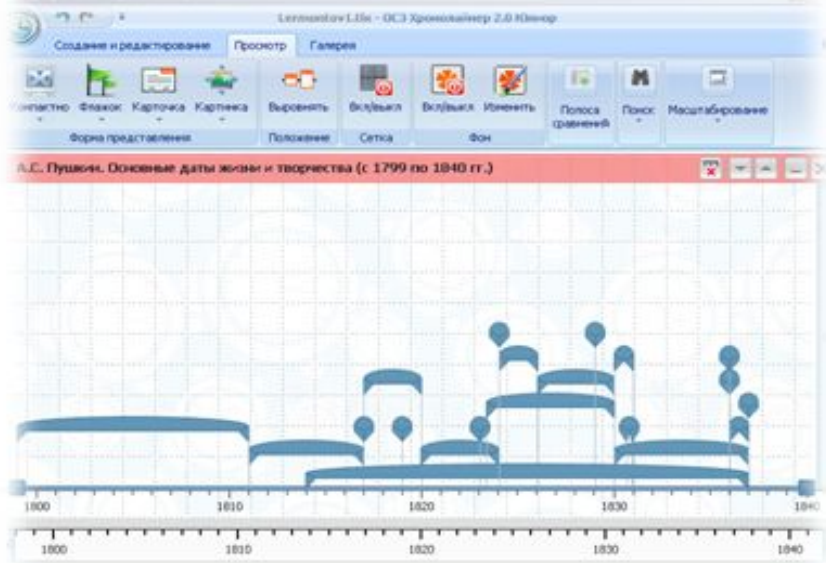 Lermontov1.tlx - ОС3 Хронолайнер 2.0 Юниор
Создание и редактирование Просмотр Галерея
Компактно Флажок Карточка Картинка Выровнять Вкл/выкл Вкл/выкл Изменить Полоса сравнений Поиск Масштабирование
Форма представления Положение Сетка Фон
А.С. Пушкин. Основные даты жизни и творчества (с 1799 по 1840 гг.)
1800 1810 1820 1830 1840
1800 1810 1820 1830 1840